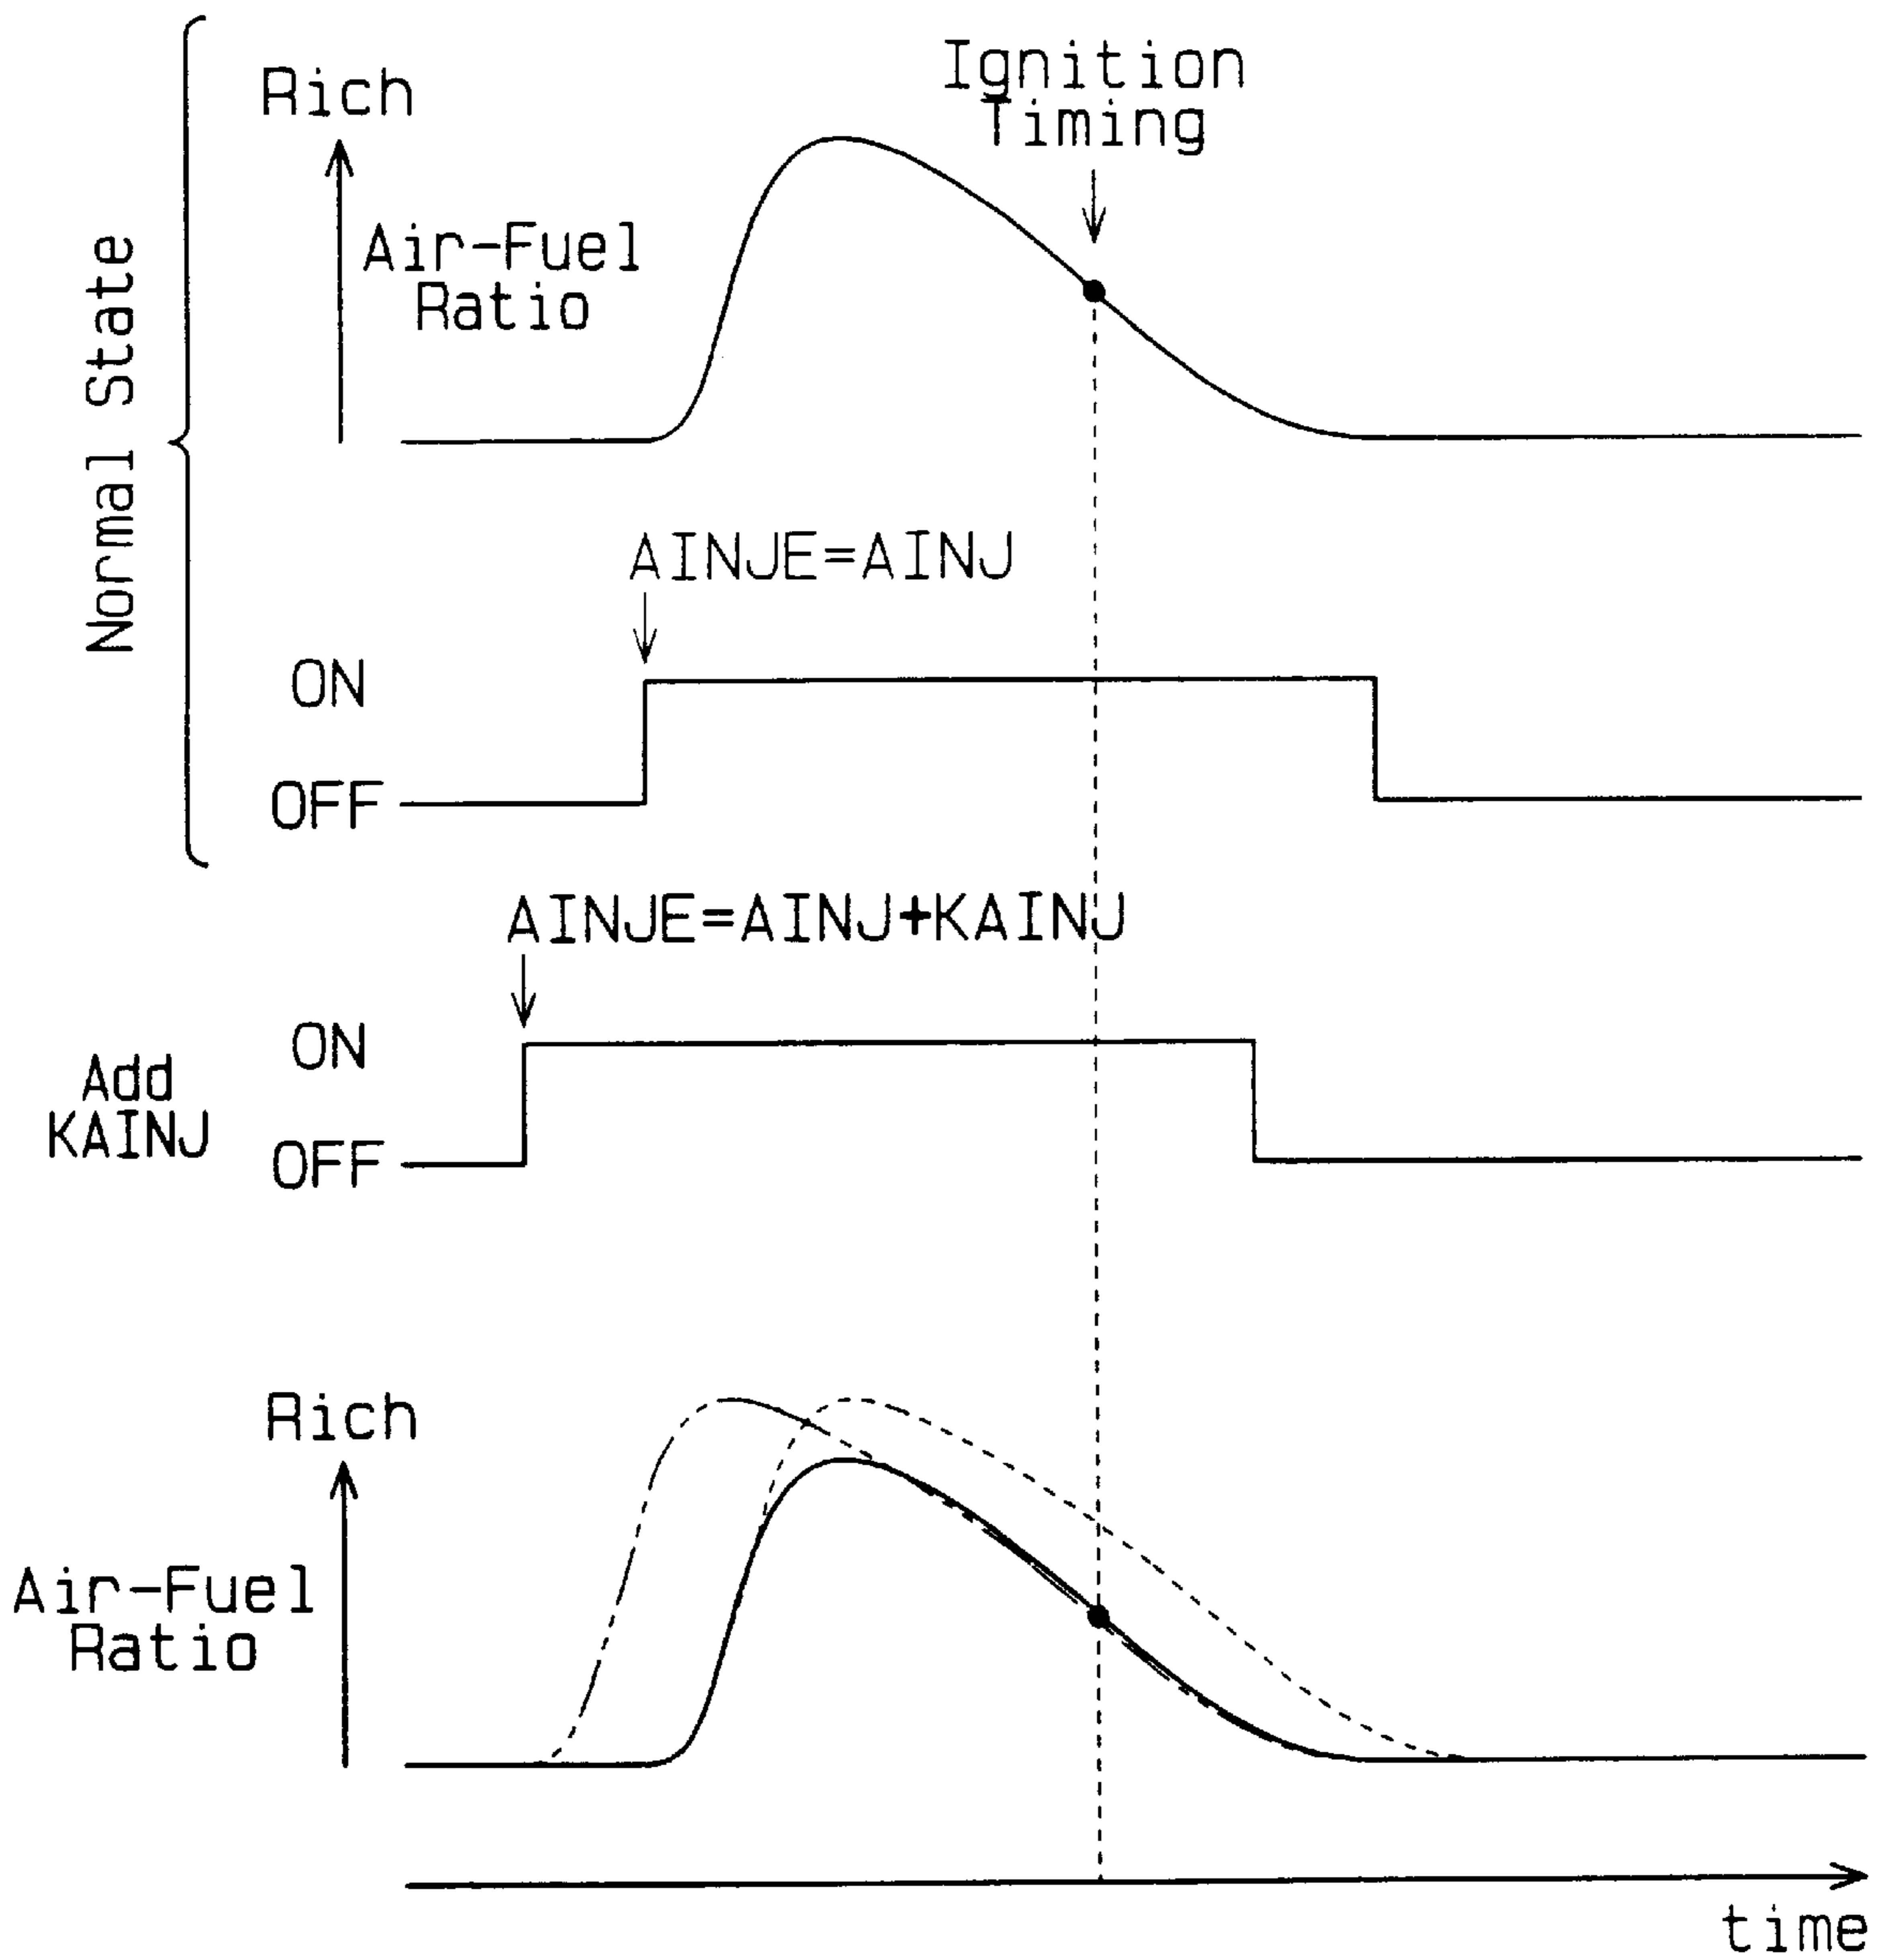 Ignition
Timing
Rich
Air-Fuel
Ratio
Normal State
AINJE=AINJ
ON
OFF
AINJE=AINJ+KAINJ
Add
KAINJ
ON
OFF
Rich
Air-Fuel
Ratio
time